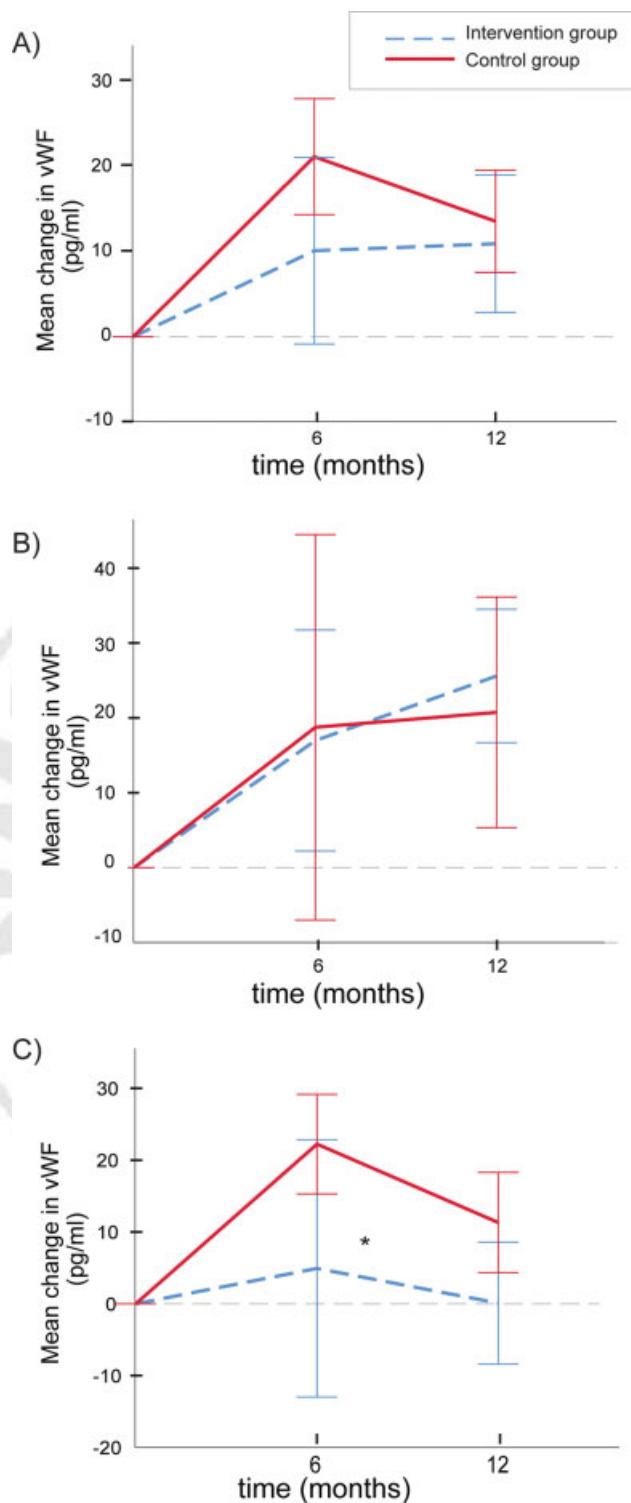 Intervention group
Control group
A)
Mean change in vWF
(pg/ml)
30
20
10
0
-10
6
12
time (months)
B)
Mean change in vWF
(pg/ml)
40
30
20
10
0
-10
6
12
time (months)
C)
Mean change in vWF
(pg/ml)
30
20
10
0
-10
-20
*
6
12
time (months)